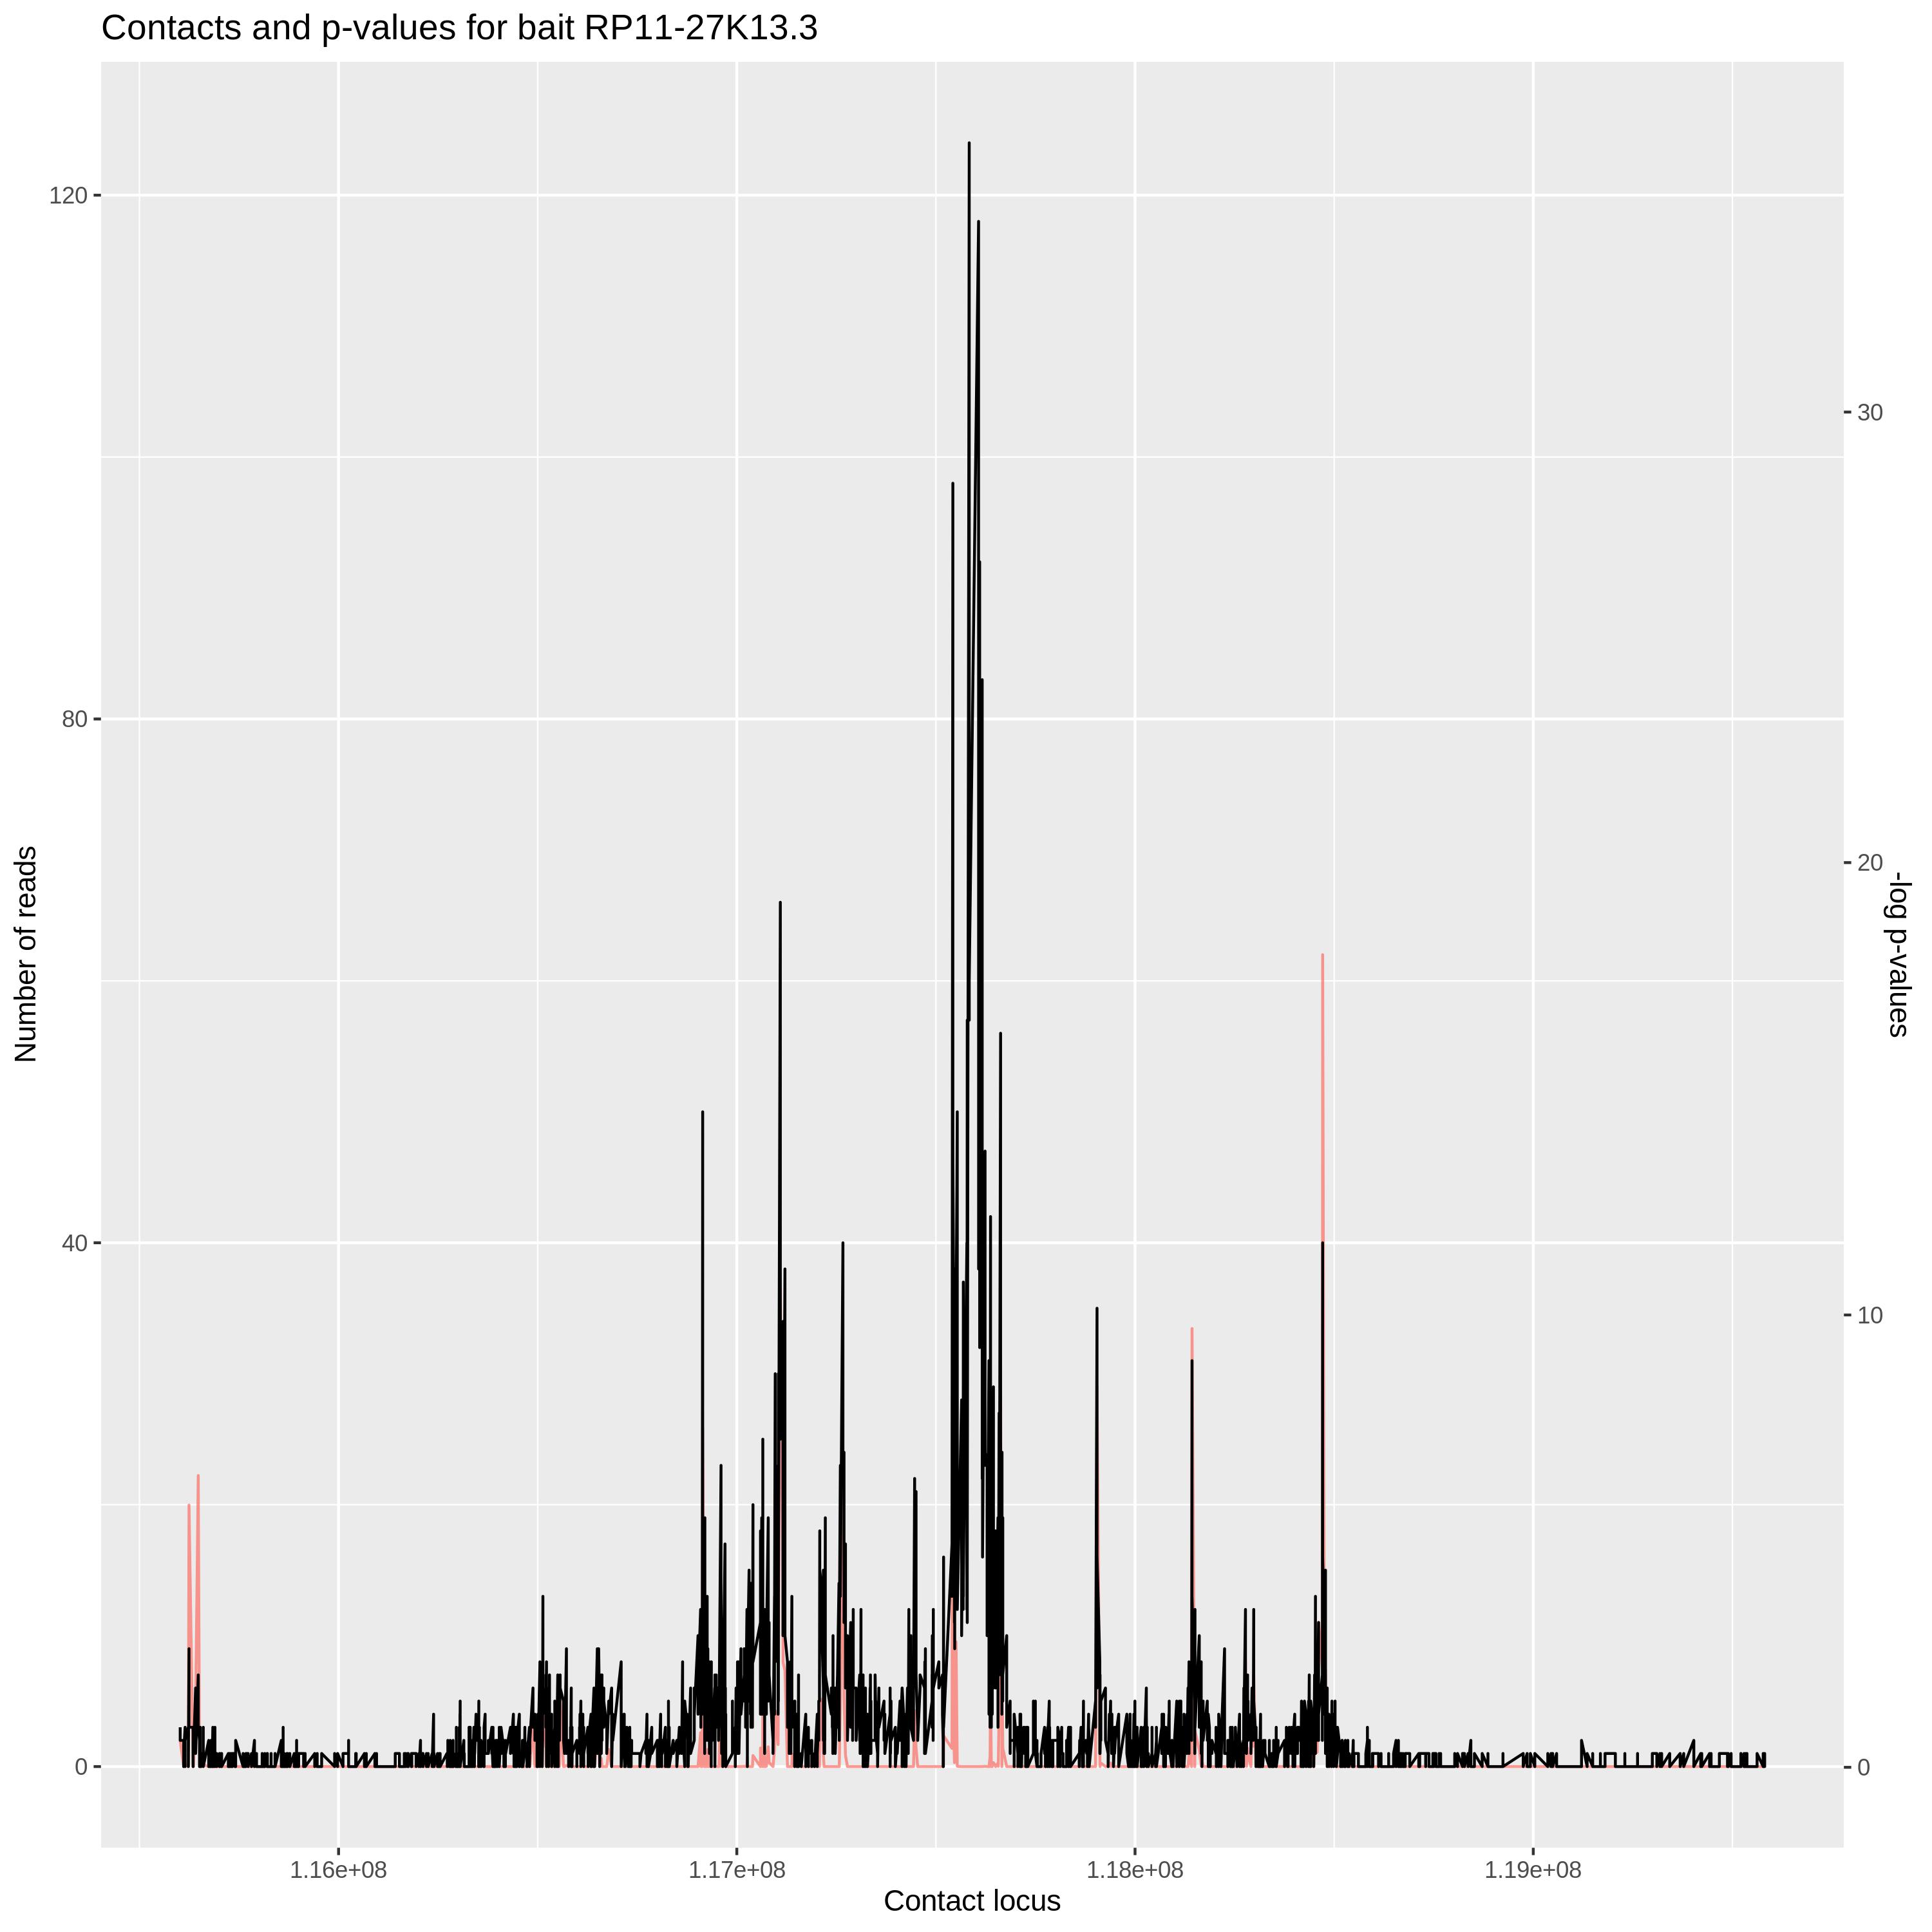 Contacts and p-values for bait RP11-27K13.3
120
80
40
0
Number of reads
30
20
10
0
-log p-values
1.16e+08
1.17e+08
1.18e+08
1.19e+08
Contact locus